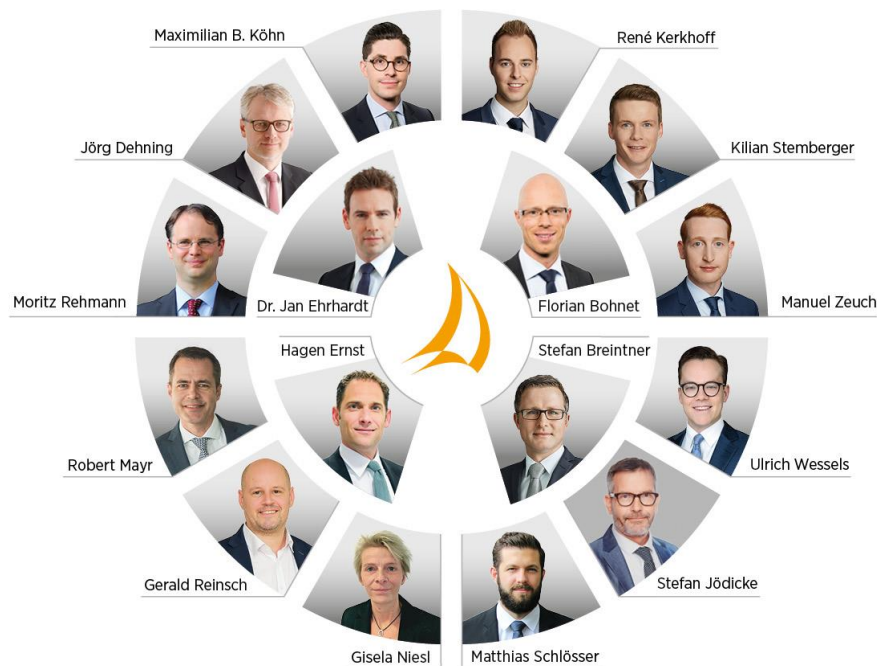 Maximilian B. Köhn
René Kerkhoff
Jörg Dehning
Kilian Stemberger
Moritz Rehmann
Dr. Jan Ehrhardt
Florian Bohnet
Manuel Zeuch
Hagen Ernst
Stefan Breintner
Robert Mayr
Ulrich Wessels
Gerald Reinsch
Stefan Jödicke
Gisela Niesl
Matthias Schlösser